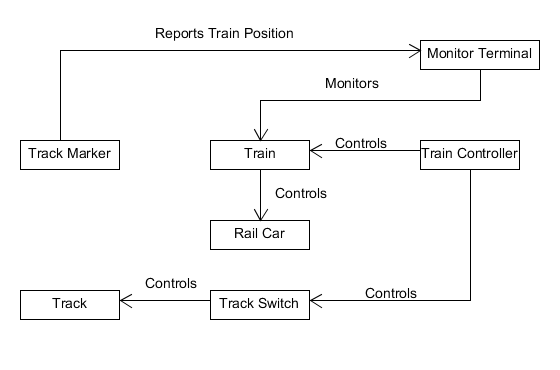 Reports Train Position
Monitor Terminal
Monitors
Track Marker
Train
Controls
Train Controller
Controls
Rail Car
Controls
Track
Track Switch
Controls